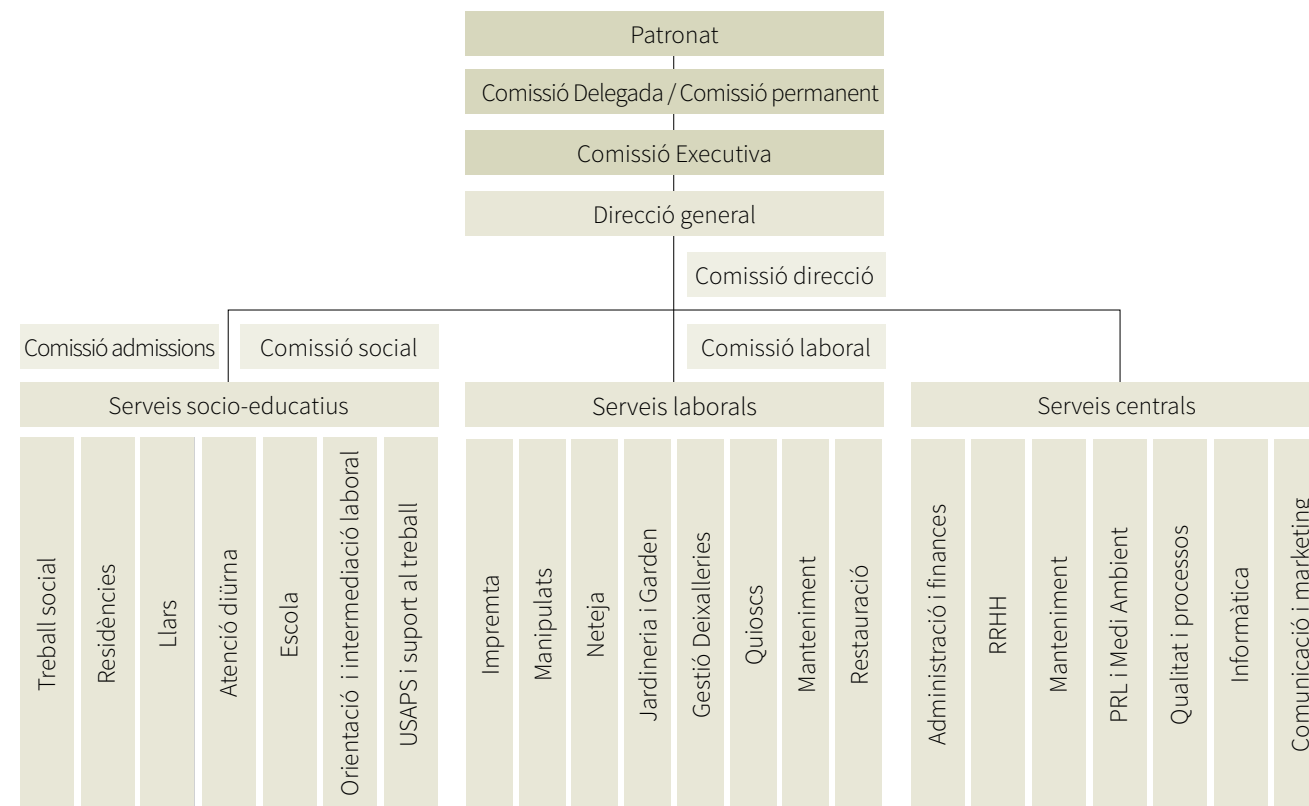 Patronat
Comissió Delegada / Comissió permanent
Comissió Executiva
Direcció general
Comissió direcció
Comissió admissions
Comissió social
Comissió laboral
Serveis socio-educatius
Serveis laborals
Serveis centrals
Treball social
Residències
Llars
Atenció diürna
Escola
Orientació i intermediació laboral
USAPS i suport al treball
Impremta
Manipulats
Neteja
Jardineria i Garden
Gestió Deixalleries
Quioscs
Manteniment
Restauració
Administració i finances
RRHH
Manteniment
PRL i Medi Ambient
Qualitat i processos
Informàtica
Comunicació i marketing